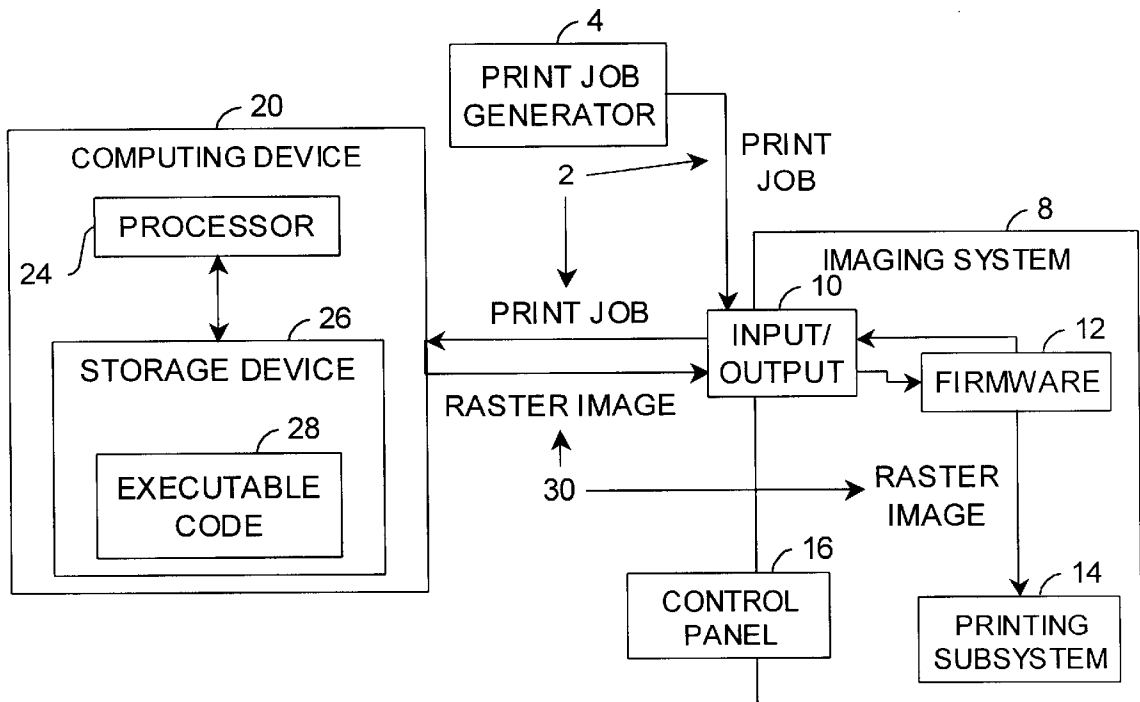 4
PRINT JOB
GENERATOR
20
COMPUTING DEVICE
PROCESSOR
24
2
PRINT
JOB
8
IMAGING SYSTEM
10
PRINT JOB
INPUT/
OUTPUT
26
STORAGE DEVICE
12
FIRMWARE
RASTER IMAGE
28
EXECUTABLE
CODE
30
RASTER
IMAGE
16
CONTROL
PANEL
14
PRINTING
SUBSYSTEM